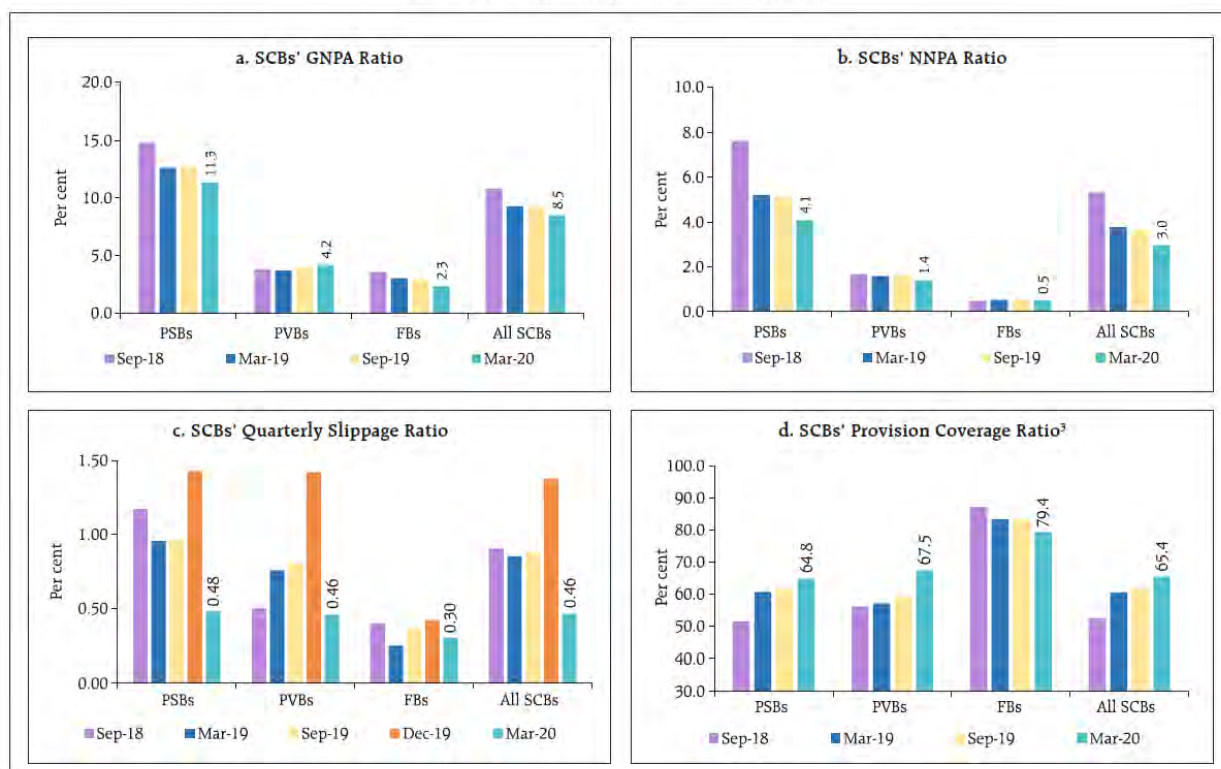 a. SCBs' GNPA Ratio
20.0
15.0
10.0
5.0
0.0
Per cent
11.3
4.2
2.3
8.5
PSBs PVBs FBs All SCBs
Sep-18 Mar-19 Sep-19 Mar-20
b. SCBs' NNPA Ratio
10.0
8.0
6.0
4.0
2.0
0.0
Per cent
4.1
1.4
0.5
3.0
PSBs PVBs FBs All SCBs
Sep-18 Mar-19 Sep-19 Mar-20
c. SCBs' Quarterly Slippage Ratio
1.50
1.00
0.50
0.00
Per cent
0.48
0.46
0.30
0.46
PSBs PVBs FBs All SCBs
Sep-18 Mar-19 Sep-19 Dec-19 Mar-20
d. SCBs' Provision Coverage Ratio³
100.0
90.0
80.0
70.0
60.0
50.0
40.0
30.0
Per cent
64.8
67.5
79.4
65.4
PSBs PVBs FBs All SCBs
Sep-18 Mar-19 Sep-19 Mar-20